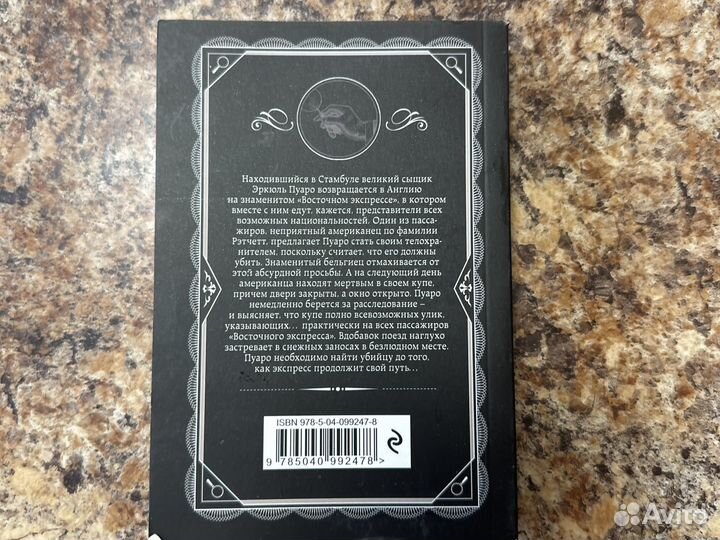 Находившийся в Стамбуле великий сыщик
Эркюль Пуаро возвращается в Англию
на знаменитом «Восточном экспрессе», в котором
вместе с ним едут, кажется, представители всех
возможных национальностей. Один из пасса-
жиров, неприятный американец по фамилии
Рэтчетт, предлагает Пуаро стать своим телохра-
нителем, поскольку считает, что его должны
убить. Знаменитый бельгиец отмахивается от
этой абсурдной просьбы. А на следующий день
американца находят мертвым в своем купе,
причем двери закрыты, а окно открыто. Пуаро
немедленно берется за расследование –
и выясняет, что купе полно всевозможных улик,
указывающих... практически на всех пассажиров
«Восточного экспресса». Вдобавок поезд наглухо
застревает в снежных заносах в безлюдном месте.
Пуаро необходимо найти убийцу до того,
как экспресс продолжит свой путь...
ISBN 978-5-04-099247-8
9 785040 992478 >
Avito